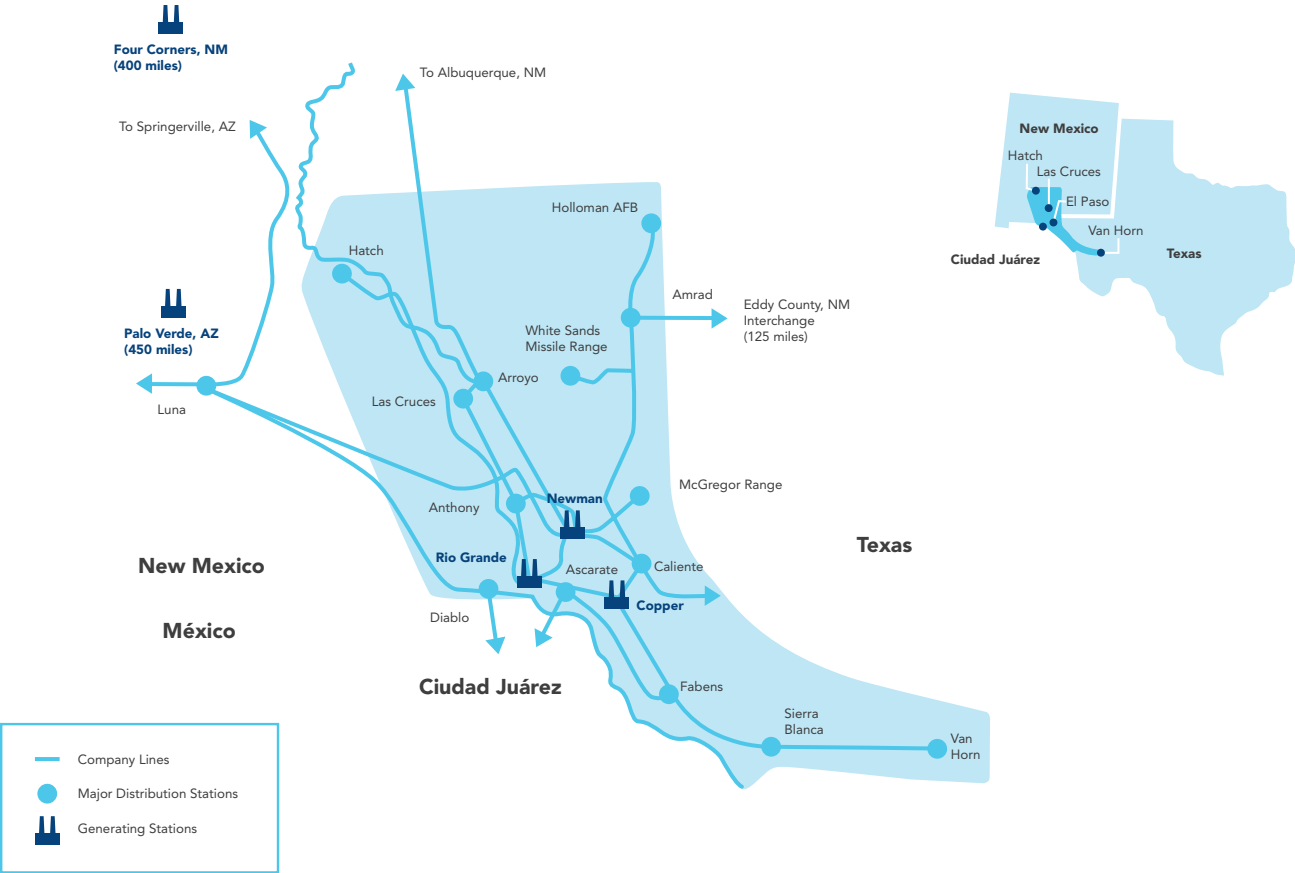 Four Corners, NM
(400 miles)
To Albuquerque, NM
To Springerville, AZ
Holloman AFB
Hatch
Amrad
Eddy County, NM
Interchange
(125 miles)
Palo Verde, AZ
(450 miles)
White Sands
Missile Range
Arroyo
Luna
Las Cruces
McGregor Range
Newman
Anthony
Rio Grande
Ascarate
Caliente
Copper
Diablo
New Mexico
México
Texas
Ciudad Juárez
Fabens
Sierra
Blanca
Van
Horn
New Mexico
Hatch
Las Cruces
El Paso
Van Horn
Ciudad Juárez
Texas
Company Lines
Major Distribution Stations
Generating Stations